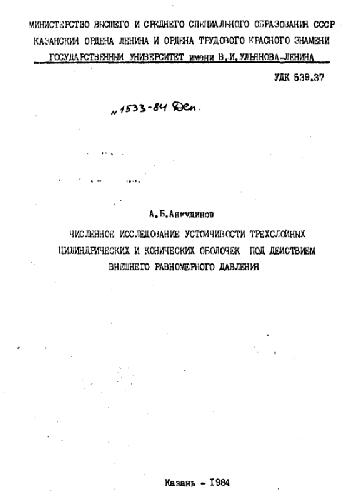 МИНИСТЕРСТВО ВЫСШЕГО И СРЕДНЕГО СПЕЦИАЛЬНОГО ОБРАЗОВАНИЯ СССР
КАЗАНСКИЙ ОРДЕНА ЛЕНИНА И ОРДЕНА ТРУДОВОГО КРАСНОГО ЗНАМЕНИ
ГОСУДАРСТВЕННЫЙ УНИВЕРСИТЕТ имени В.И.УЛЬЯНОВА-ЛЕНИНА
УДК 539.37
№1533-84 Деп.
А.Б.Анкудинов
ЧИСЛЕННОЕ ИССЛЕДОВАНИЕ УСТОЙЧИВОСТИ ТРЕХСЛОЙНЫХ
ЦИЛИНДРИЧЕСКИХ И КОНИЧЕСКИХ ОБОЛОЧЕК ПОД ДЕЙСТВИЕМ
ВНЕШНЕГО РАВНОМЕРНОГО ДАВЛЕНИЯ
Казань - 1984